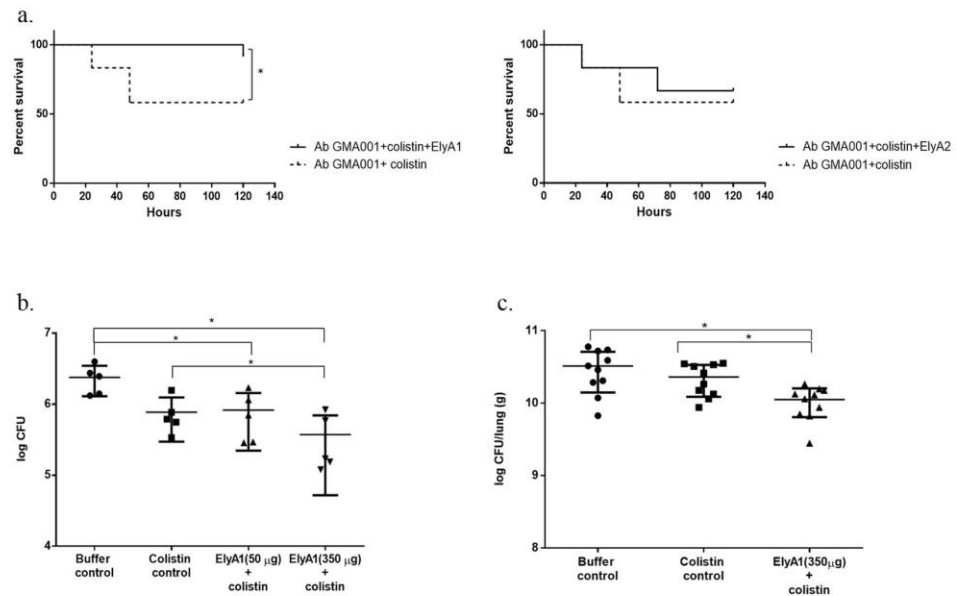 a.
Percent survival
100
50
0
0 20 40 60 80 100 120 140
Hours
*
Ab GMA001+colistin+ElyA1
Ab GMA001+ colistin
Percent survival
100
50
0
0 20 40 60 80 100 120 140
Hours
Ab GMA001+colistin+ElyA2
Ab GMA001+colistin
b.
log CFU
7
6
5
4
*
*
*
Buffer
control
Colistin
control
ElyA1(50 µg)
+
colistin
ElyA1(350 µg)
+
colistin
c.
log CFU/lung (g)
11
10
9
8
*
*
Buffer
control
Colistin
control
ElyA1(350µg)
+
colistin